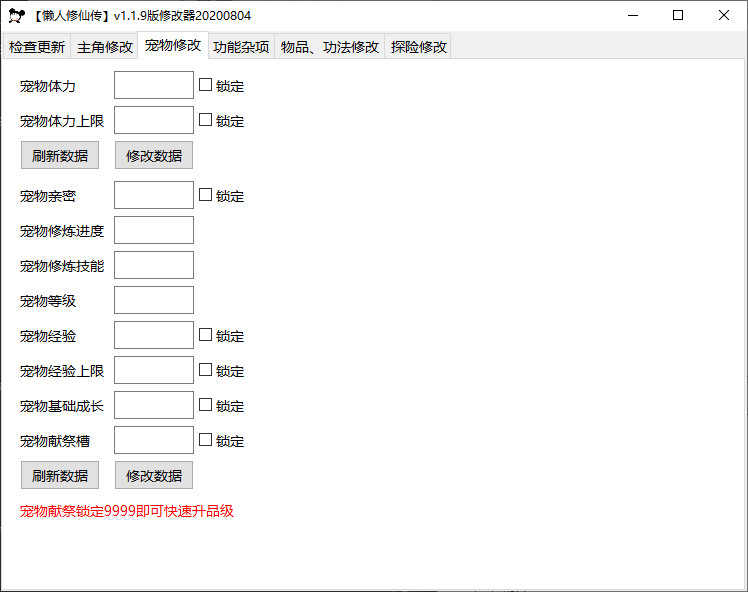 【懒人修仙传】v1.1.9版修改器20200804
检查更新 主角修改 宠物修改 功能杂项 物品、功法修改 探险修改
宠物体力 锁定
宠物体力上限 锁定
刷新数据 修改数据
宠物亲密 锁定
宠物修炼进度
宠物修炼技能
宠物等级
宠物经验 锁定
宠物经验上限 锁定
宠物基础成长 锁定
宠物献祭槽 锁定
刷新数据 修改数据
宠物献祭锁定9999即可快速升品级